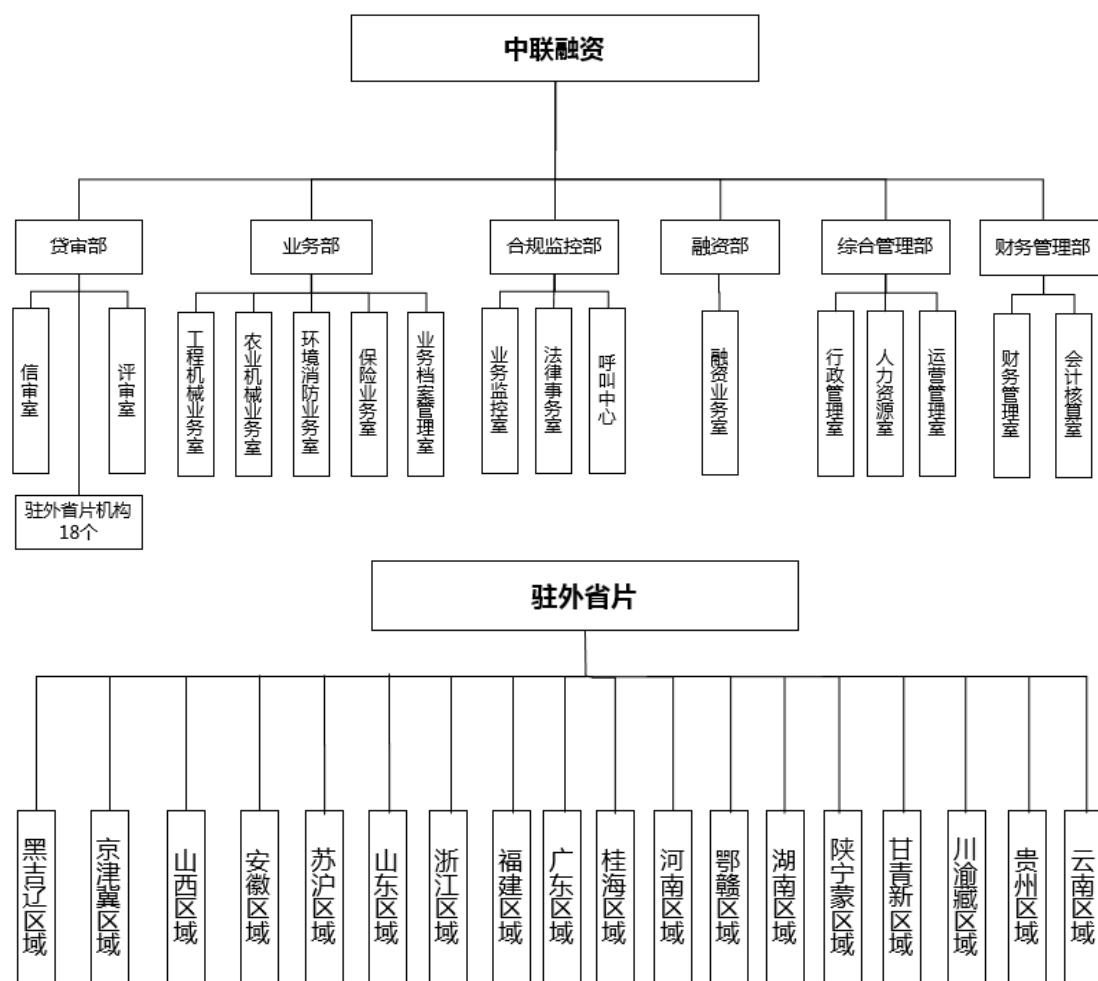 中联融资
贷审部
业务部
合规监控部
融资部
综合管理部
财务管理部
信审室
评审室
工程机械业务室
农业机械业务室
环境消防业务室
保险业务室
业务档案管理室
业务监控室
法律事务室
呼叫中心
融资业务室
行政管理室
人力资源室
运营管理室
财务管理室
会计核算室
驻外省片机构
18个
驻外省片
黑吉辽区域
京津冀区域
山西区域
安徽区域
苏沪区域
山东区域
浙江区域
福建区域
广东区域
桂海区域
河南区域
鄂赣区域
湖南区域
陕宁蒙区域
甘青新区域
川渝藏区域
贵州区域
云南区域